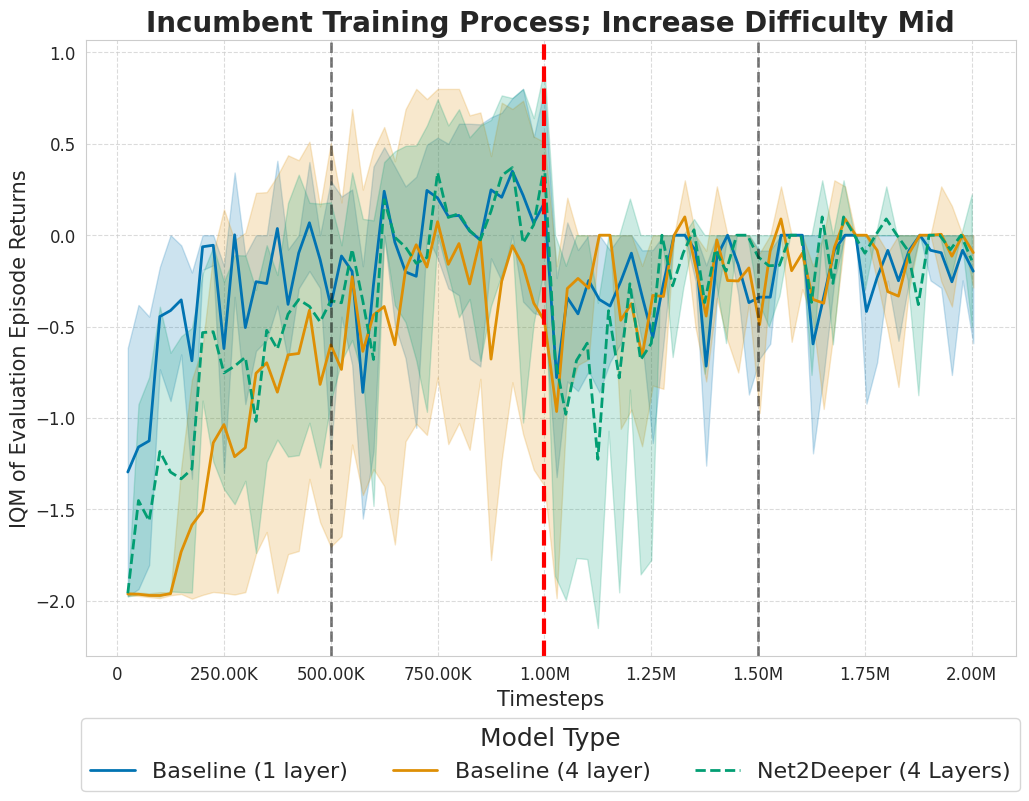 Incumbent Training Process; Increase Difficulty Mid
IQM of Evaluation Episode Returns
1.0
0.5
0.0
−0.5
−1.0
−1.5
−2.0
0 250.00K 500.00K 750.00K 1.00M 1.25M 1.50M 1.75M 2.00M
Timesteps
Model Type
Baseline (1 layer) Baseline (4 layer) Net2Deeper (4 Layers)